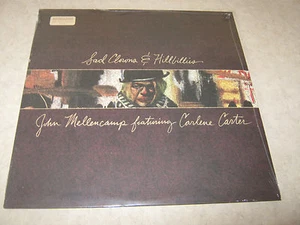 Sad Clowns & Hillbillies
John Mellencamp featuring Carlene Carter